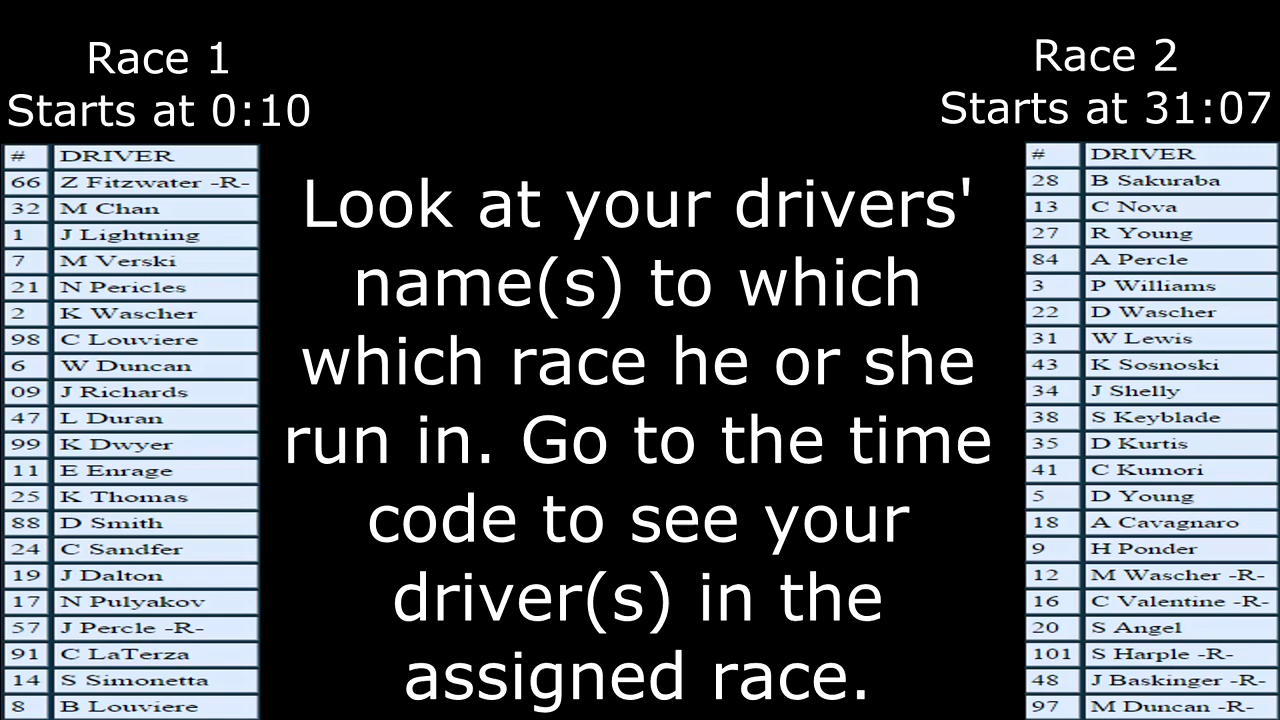 Race 1
Starts at 0:10
# DRIVER
66 Z Fitzwater -R-
32 M Chan
1 J Lightning
7 M Verski
21 N Pericles
2 K Wascher
98 C Louviere
6 W Duncan
09 J Richards
47 L Duran
99 K Dwyer
11 E Enrage
25 K Thomas
88 D Smith
24 C Sandfer
19 J Dalton
17 N Pulyakov
57 J Percle -R-
91 C LaTerza
14 S Simonetta
8 B Louviere
Look at your drivers'
name(s) to which
which race he or she
run in. Go to the time
code to see your
driver(s) in the
assigned race.
Race 2
Starts at 31:07
# DRIVER
28 B Sakuraba
13 C Nova
27 R Young
84 A Percle
3 P Williams
22 D Wascher
31 W Lewis
43 K Sosnoski
34 J Shelly
38 S Keyblade
35 D Kurtis
41 C Kumori
5 D Young
18 A Cavagnaro
9 H Ponder
12 M Wascher -R-
16 C Valentine -R-
20 S Angel
101 S Harple -R-
48 J Baskinger -R-
97 M Duncan -R-